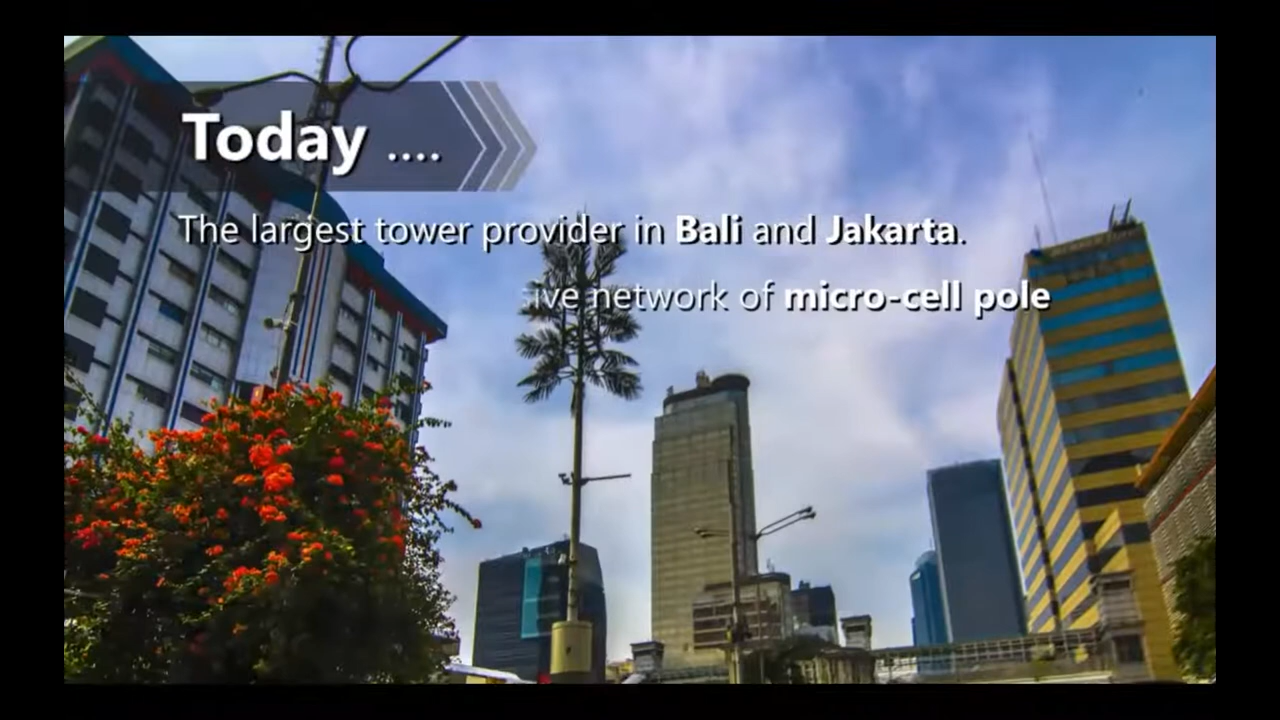 Today ....
The largest tower provider in Bali and Jakarta.
network of micro-cell pole